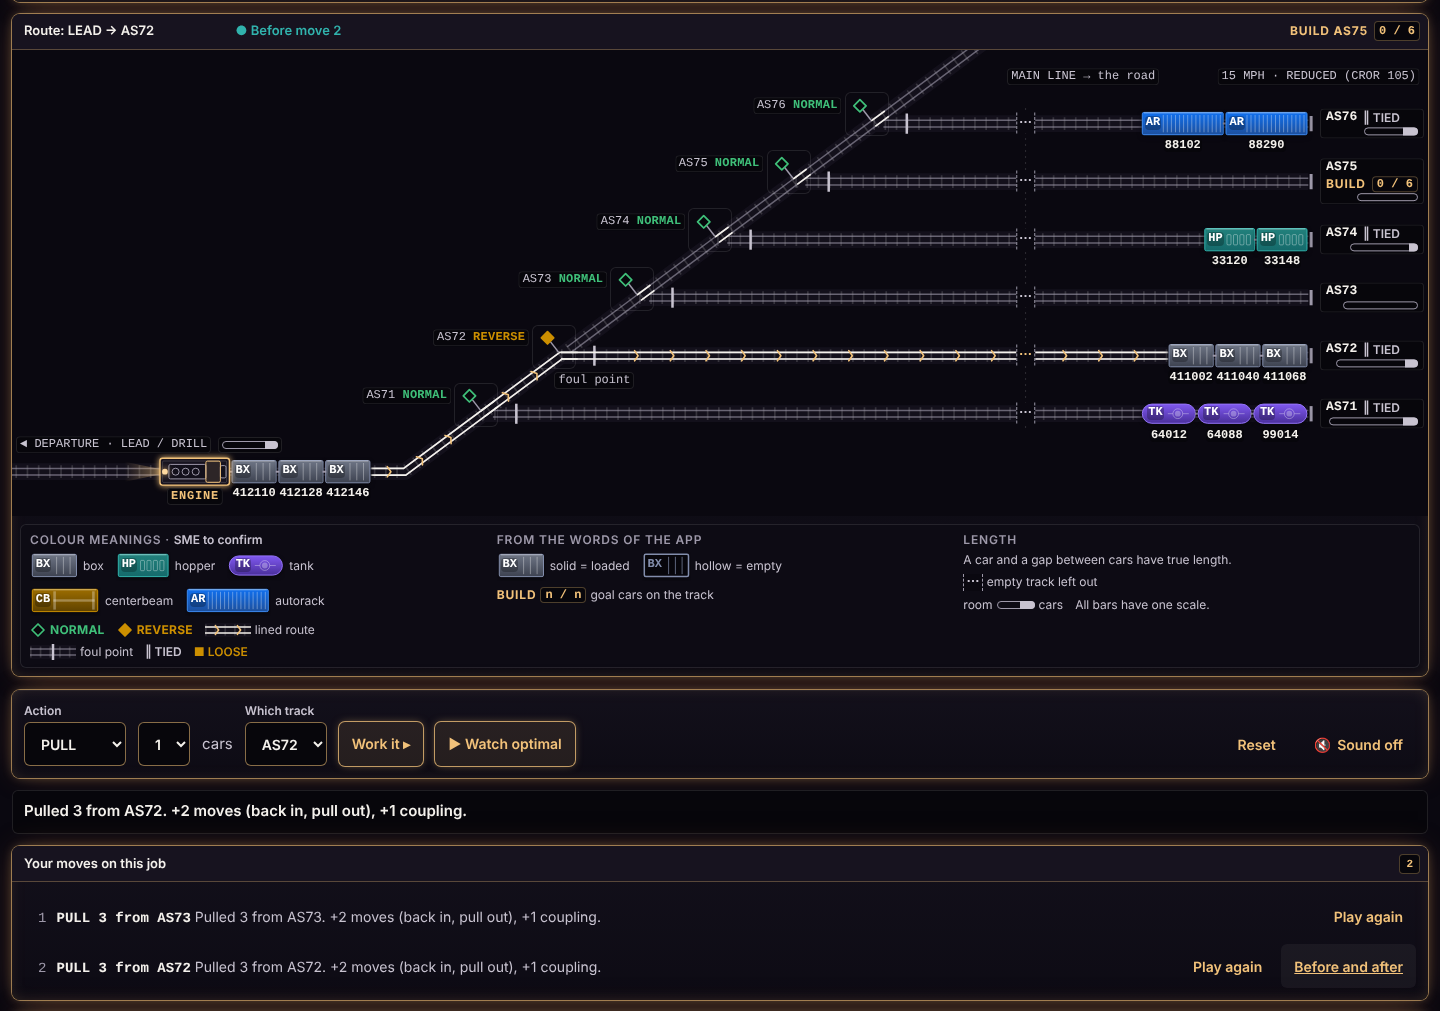 Route: LEAD → AS72
Before move 2
BUILD AS75 0 / 6
MAIN LINE → the road
15 MPH · REDUCED (CROR 105)
AS76 NORMAL
AR AR
88102 88290
AS76 TIED
AS75 NORMAL
AS75
BUILD 0 / 6
AS74 NORMAL
HP HP
33120 33148
AS74 TIED
AS73 NORMAL
AS73
AS72 REVERSE
BX BX BX
411002 411040 411068
AS72 TIED
foul point
AS71 NORMAL
TK TK TK
64012 64088 99014
AS71 TIED
◄ DEPARTURE · LEAD / DRILL
BX BX BX
ENGINE 412110 412128 412146
COLOUR MEANINGS · SME to confirm
BX box HP hopper TK tank
CB centerbeam AR autorack
NORMAL REVERSE lined route
foul point TIED LOOSE
FROM THE WORDS OF THE APP
BX solid = loaded BX hollow = empty
BUILD n / n goal cars on the track
LENGTH
A car and a gap between cars have true length.
··· empty track left out
room cars All bars have one scale.
Action
Which track
PULL 1 cars AS72 Work it ▸ ▶ Watch optimal
Reset
Sound off
Pulled 3 from AS72. +2 moves (back in, pull out), +1 coupling.
Your moves on this job
2
1 PULL 3 from AS73 Pulled 3 from AS73. +2 moves (back in, pull out), +1 coupling.
Play again
2 PULL 3 from AS72 Pulled 3 from AS72. +2 moves (back in, pull out), +1 coupling.
Play again Before and after